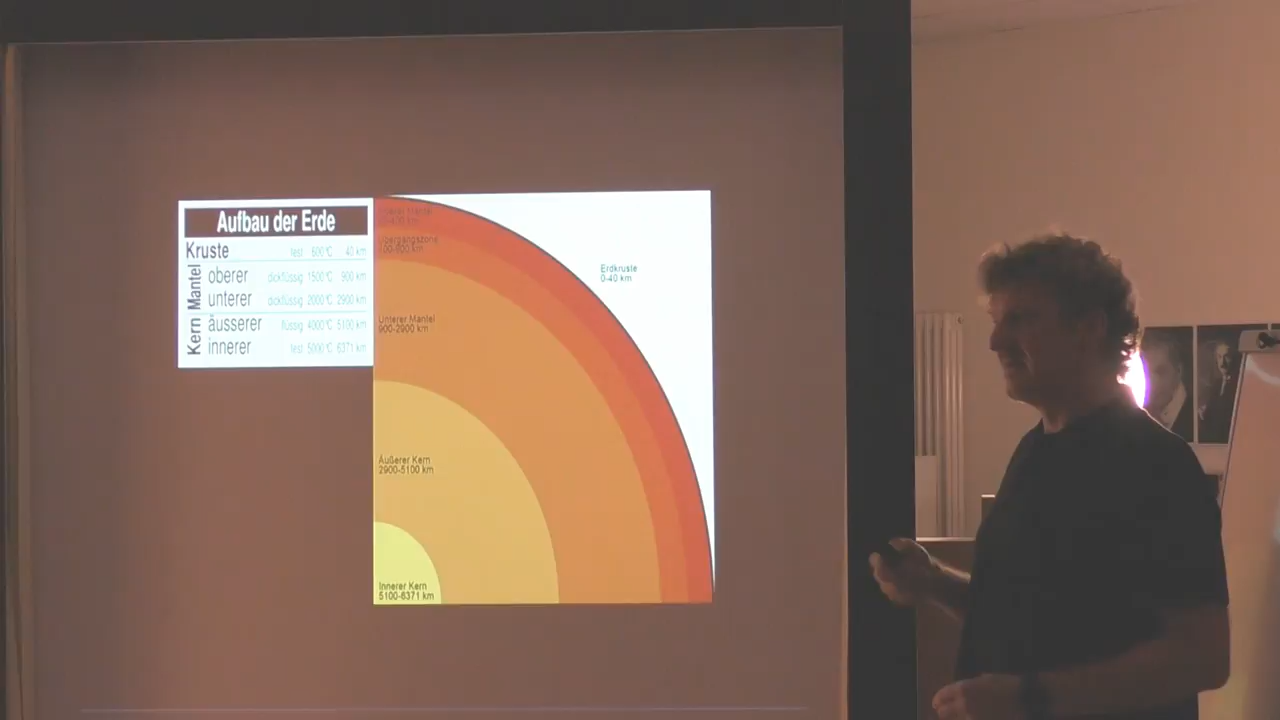 Aufbau der Erde
Kruste fest 600°C 40 km
Mantel
oberer dickflüssig 1500°C 900 km
unterer dickflüssig 2000°C 2900 km
Kern
äusserer flüssig 4000°C 5100 km
innerer fest 5000°C 6371 km
Übergangszone
Erdkruste
0-40 km
Unterer Mantel
900-2900 km
Äußerer Kern
2900-5100 km
Innerer Kern
5100-6371 km